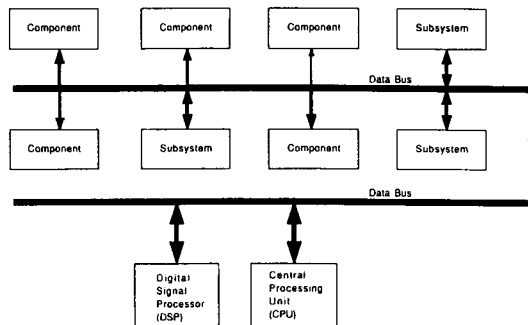 Component
Component
Component
Subsystem
Data Bus
Component
Subsystem
Component
Subsystem
Data Bus
Digital
Signal
Processor
(DSP)
Central
Processing
Unit
(CPU)